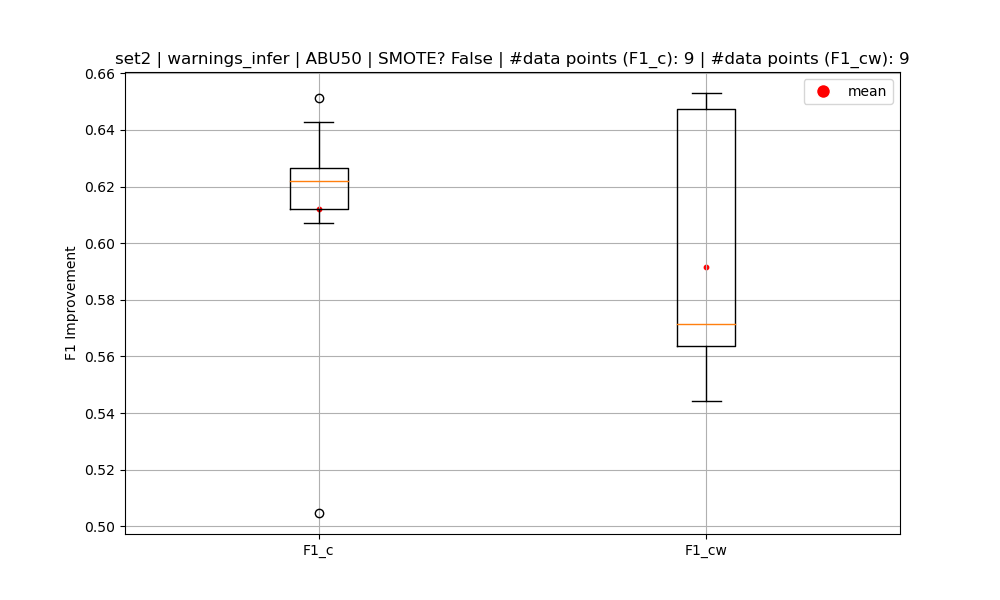 set2 | warnings_infer | ABU50 | SMOTE? False | #data points (F1_c): 9 | #data points (F1_cw): 9
mean
0.66
0.64
0.62
0.60
0.58
0.56
0.54
0.52
0.50
F1 Improvement
F1_c
F1_cw